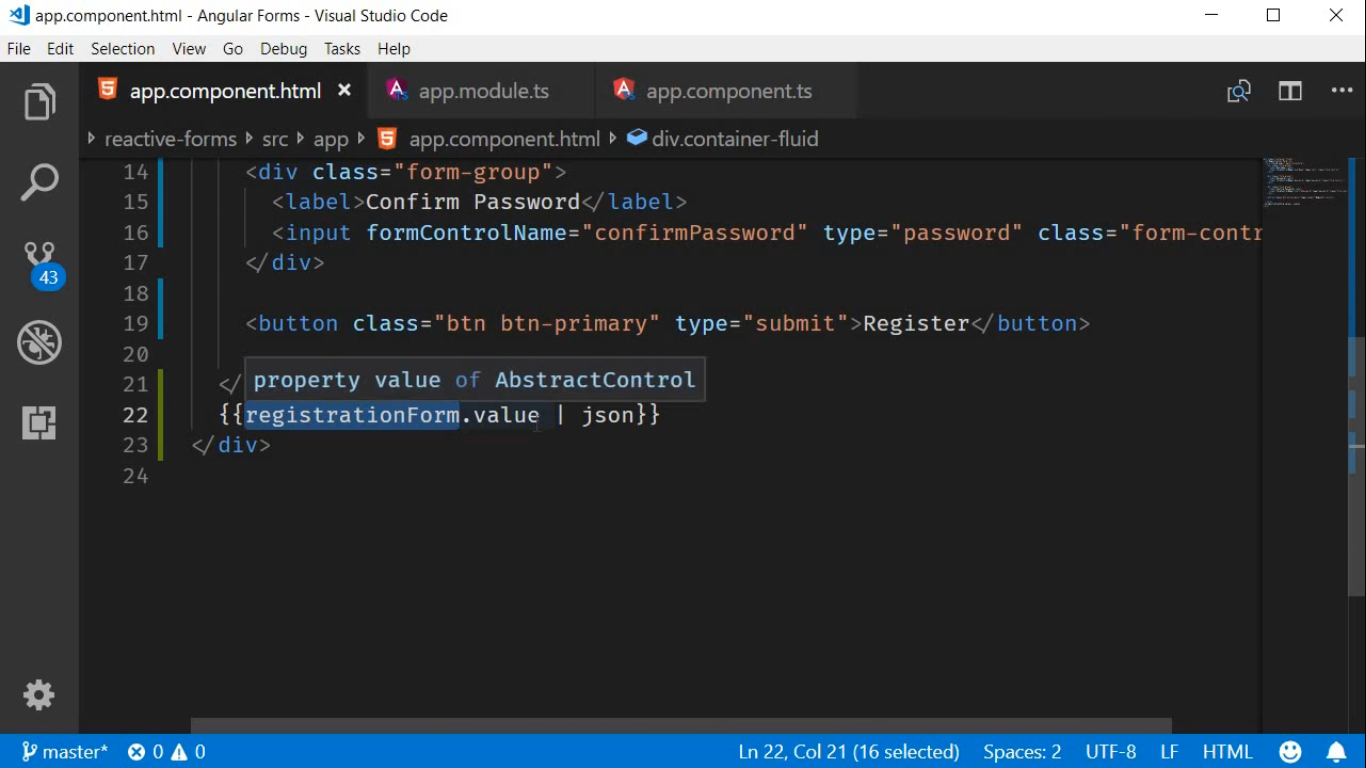 app.component.html - Angular Forms - Visual Studio Code
File Edit Selection View Go Debug Tasks Help
app.component.html app.module.ts app.component.ts
reactive-forms src app app.component.html div.container-fluid
14 <div class="form-group">
15 <label>Confirm Password</label>
16 <input formControlName="confirmPassword" type="password" class="form-contr
17 </div>
18
19 <button class="btn btn-primary" type="submit">Register</button>
20
property value of AbstractControl
21 </
22 {{registrationForm.value | json}}
23 </div>
24
43
master* 0 0 Ln 22, Col 21 (16 selected) Spaces: 2 UTF-8 LF HTML